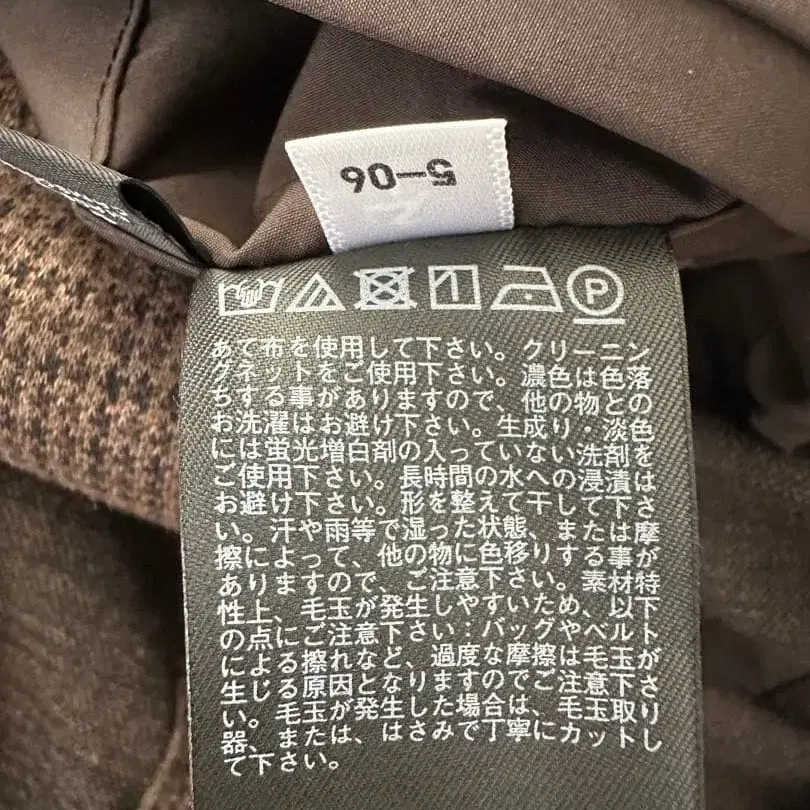 5-06
P
あて布を使用して下さい。クリーニン
グネットをご使用下さい。濃色は色落
ちする事がありますので、他の物との
お洗濯はお避け下さい。生成り・淡色
には蛍光増白剤の入っていない洗剤を
ご使用下さい。長時間の水への浸漬は
お避け下さい。形を整えて干して下さ
い。汗や雨等で湿った状態、または摩
擦によって、他の物に色移りする事が
ありますので、ご注意下さい。素材特
性上、毛玉が発生しやすいため、以下
の点にご注意下さい：バッグやベルト
による擦れなど、過度な摩擦は毛玉が
生じる原因となりますのでご注意下さ
い。毛玉が発生した場合は、毛玉取り
器、または、はさみで丁寧にカットし
て下さい。